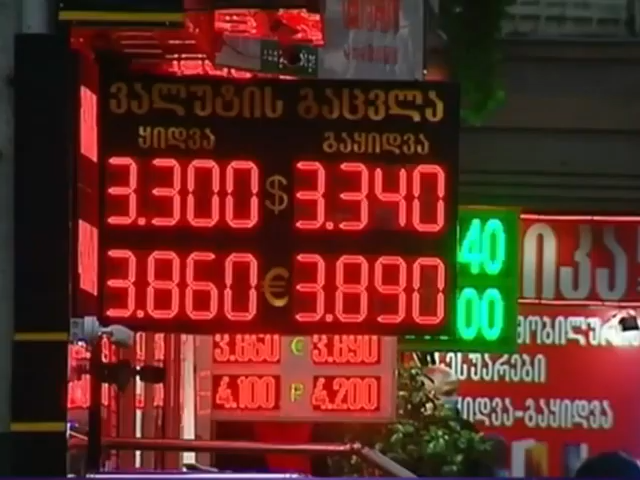 ვალუტის გაცვლა
ყიდვა გაყიდვა
3.300 $ 3.340
3.860 € 3.890
40
00
3.860 € 3.890
4.100 ₽ 4.200
იკა
ყიდვა-გაყიდვა